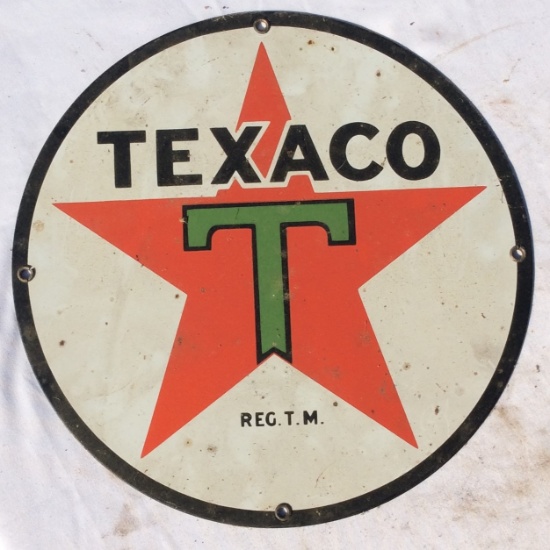 TEXACO
T
REG. T. M.